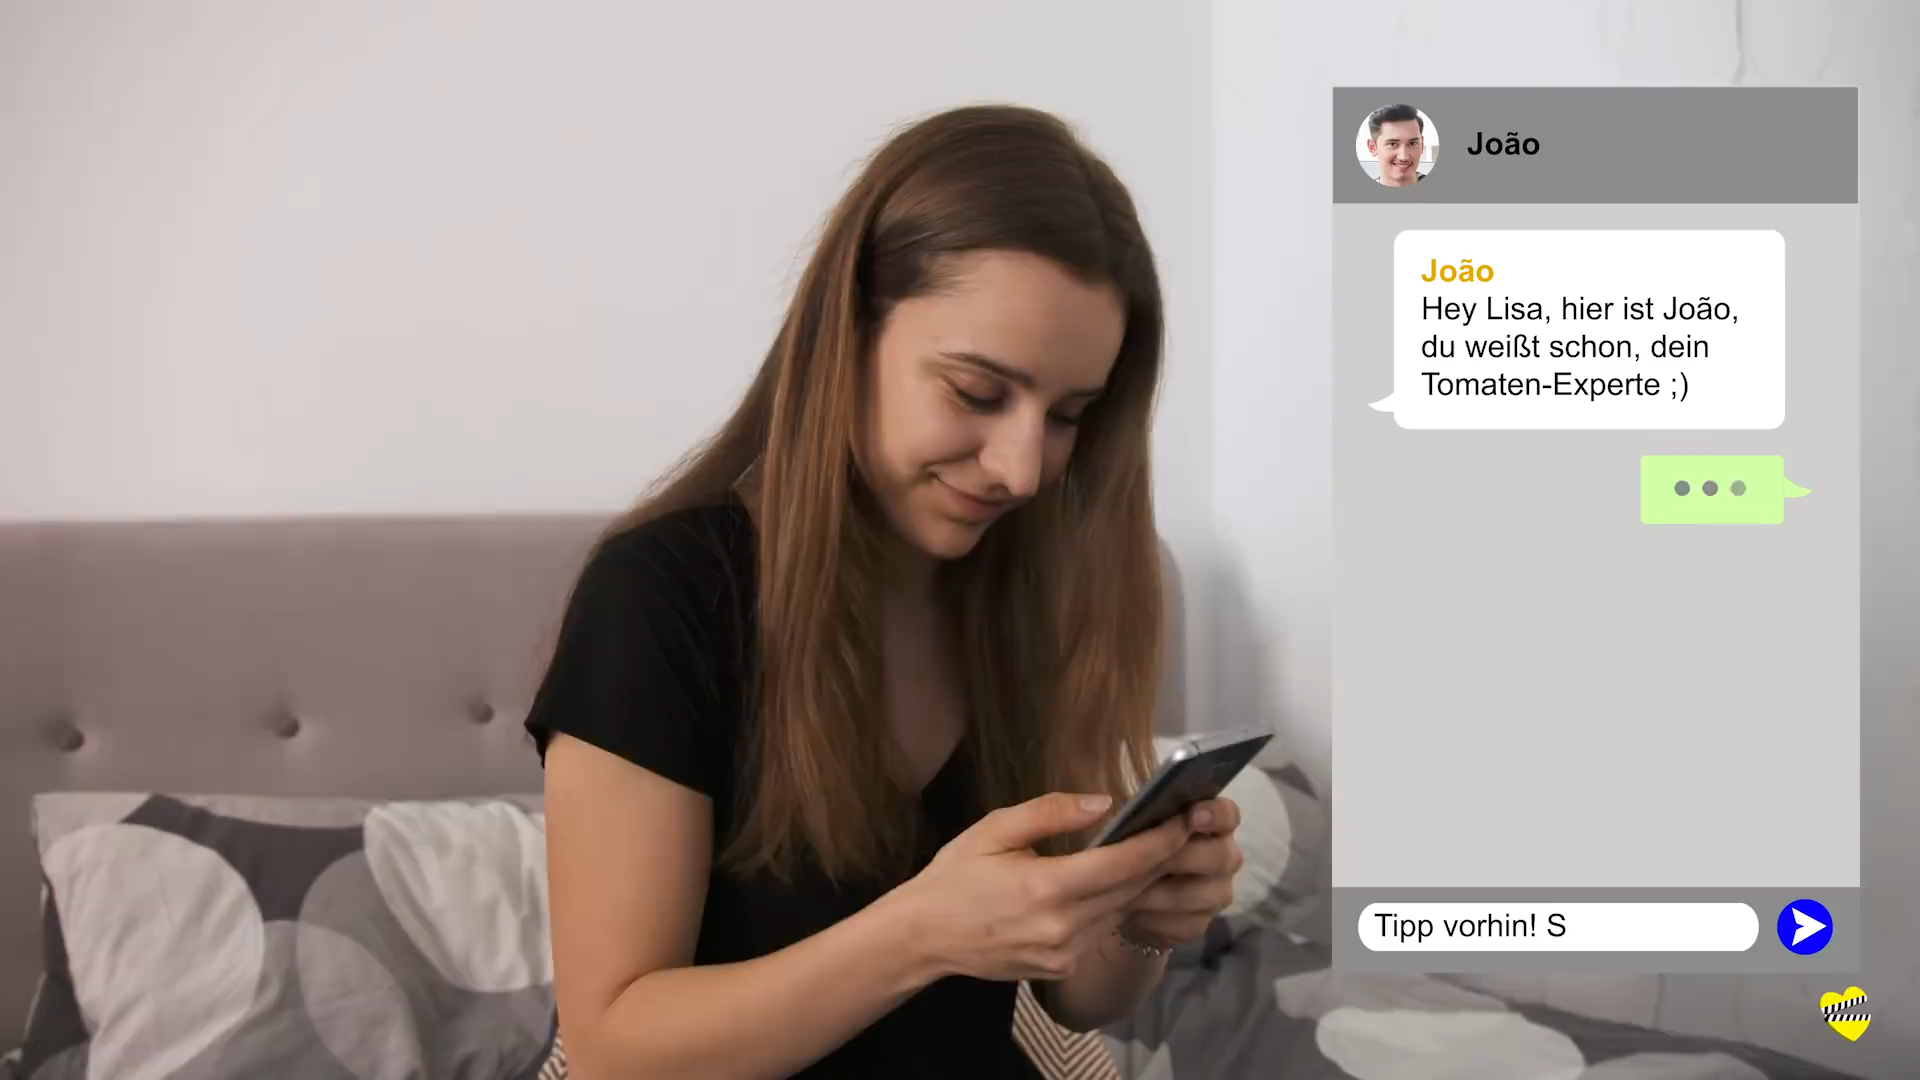 João
João
Hey Lisa, hier ist João,
du weißt schon, dein
Tomaten-Experte ;)
Tipp vorhin! S